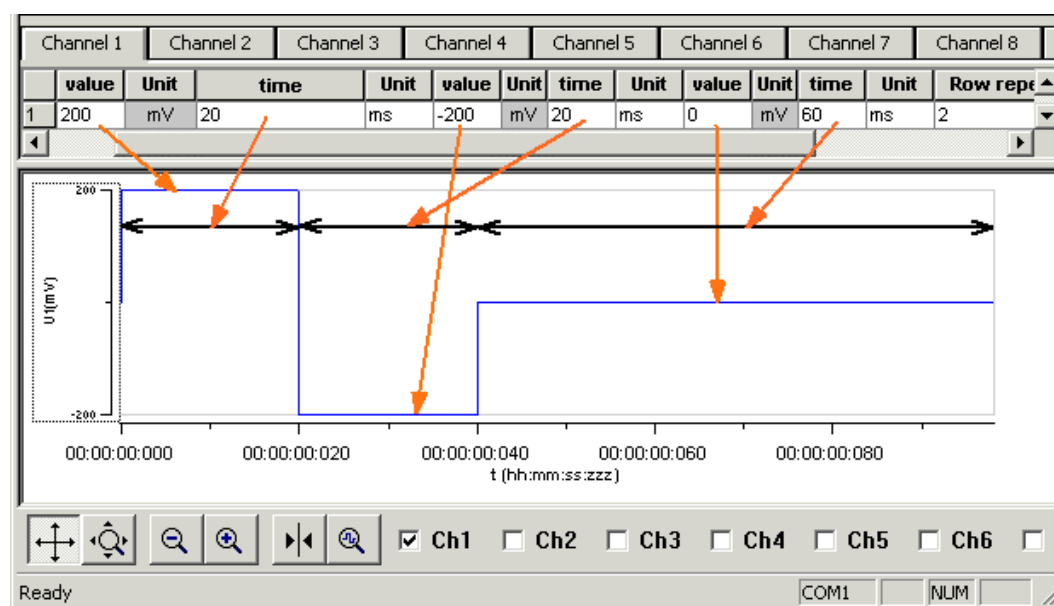 Channel 1 Channel 2 Channel 3 Channel 4 Channel 5 Channel 6 Channel 7 Channel 8
value Unit time Unit value Unit time Unit value Unit time Unit Row repe
1 200 mV 20 ms -200 mV 20 ms 0 mV 60 ms 2
200
U1(mV)
-200
00:00:00:000 00:00:00:020 00:00:00:040 00:00:00:060 00:00:00:080
t (hh:mm:ss:zzz)
Ch1 Ch2 Ch3 Ch4 Ch5 Ch6
Ready COM1 NUM